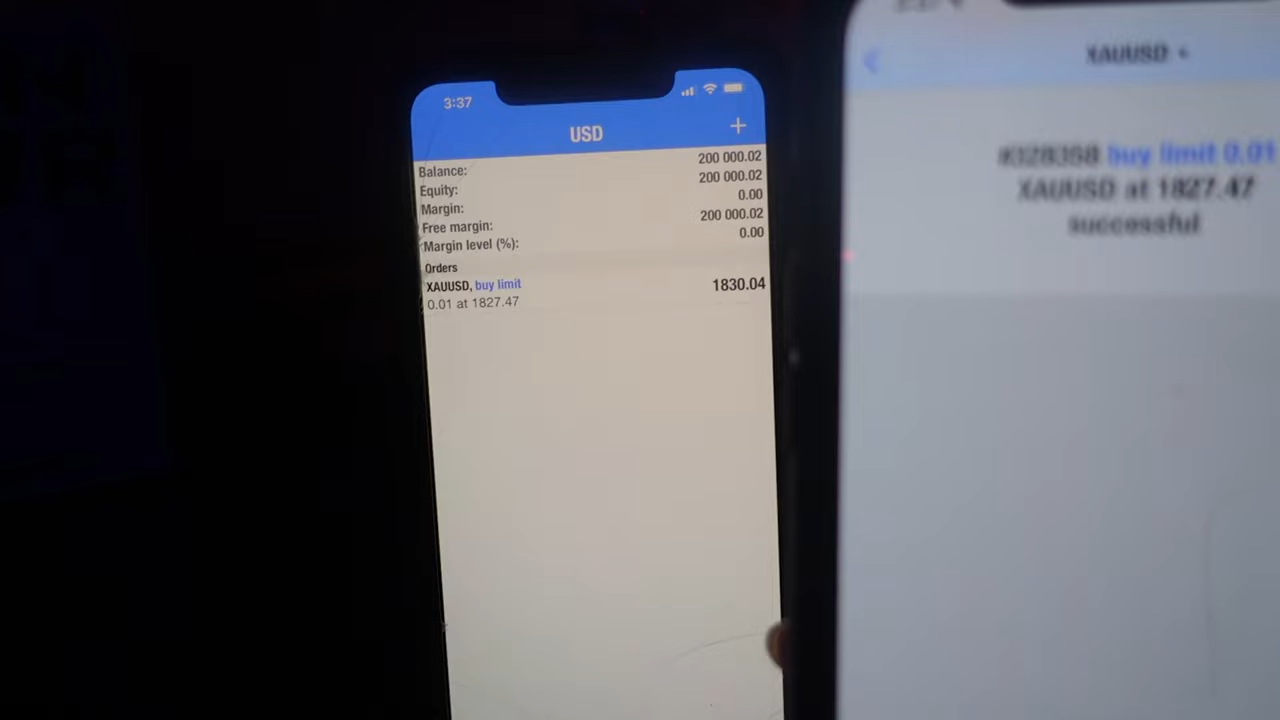 3:37
USD
+
Balance: 200 000.02
Equity: 200 000.02
Margin: 0.00
Free margin: 200 000.02
Margin level (%): 0.00
Orders
XAUUSD, buy limit 1830.04
0.01 at 1827.47
XAUUSD
#328358 buy limit 0.01
XAUUSD at 1827.47
successful